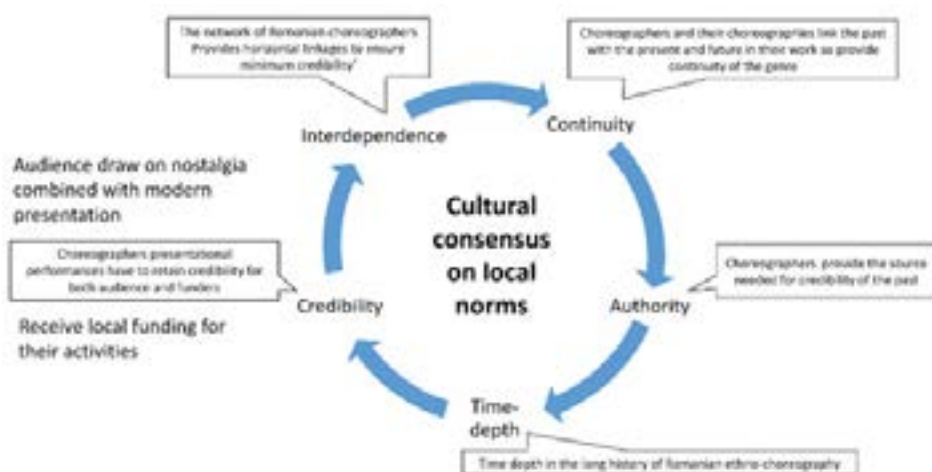 The network of Romanian choreographers
Provides horizontal linkages to ensure
minimum credibility'
Choreographers and their choreographies link the past
with the present and future in their work so provide
continuity of the genre
Interdependence
Continuity
Audience draw on nostalgia
combined with modern
presentation
Cultural
consensus
on local
norms
Choreographers presentational
performances have to retain credibility for
both audience and funders
Credibility
Choreographers provide the source
needed for credibility of the past
Authority
Receive local funding for
their activities
Time-
depth
Time depth in the long history of Romanian ethno-choreography